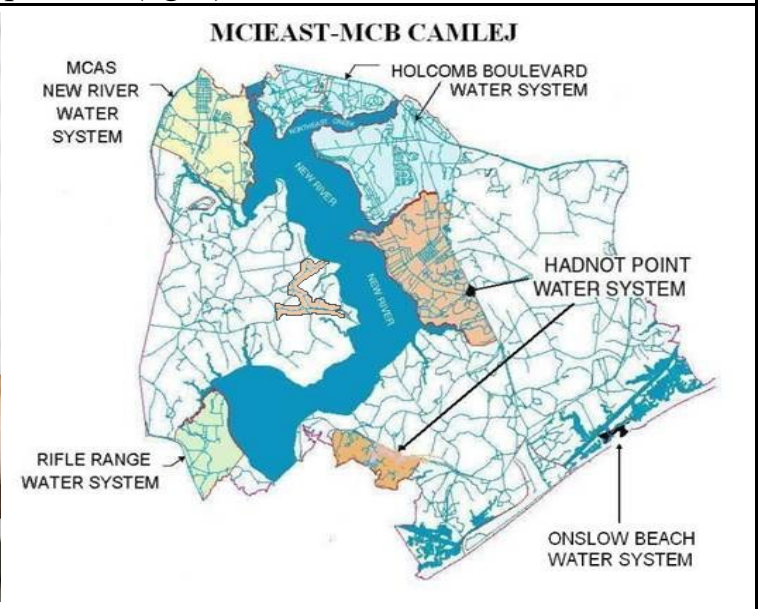 MCIEAST-MCB CAMLEJ
MCAS
NEW RIVER
WATER
SYSTEM
HOLCOMB BOULEVARD
WATER SYSTEM
NORTHEAST CREEK
NEW RIVER
NEW RIVER
HADNOT POINT
WATER SYSTEM
RIFLE RANGE
WATER SYSTEM
ONSLOW BEACH
WATER SYSTEM